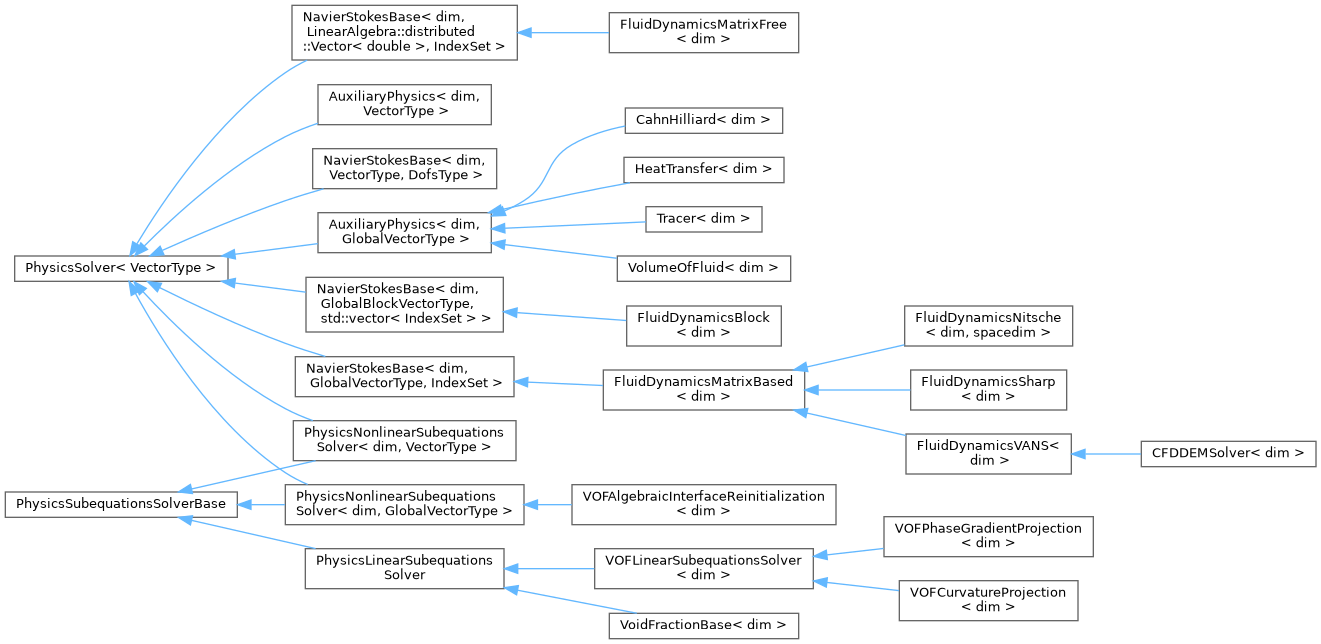 NavierStokesBase< dim,
LinearAlgebra::distributed
::Vector< double >, IndexSet >
FluidDynamicsMatrixFree
< dim >
AuxiliaryPhysics< dim,
VectorType >
CahnHilliard< dim >
NavierStokesBase< dim,
VectorType, DofsType >
HeatTransfer< dim >
AuxiliaryPhysics< dim,
GlobalVectorType >
Tracer< dim >
PhysicsSolver< VectorType >
VolumeOfFluid< dim >
NavierStokesBase< dim,
GlobalBlockVectorType,
std::vector< IndexSet > >
FluidDynamicsBlock
< dim >
FluidDynamicsNitsche
< dim, spacedim >
NavierStokesBase< dim,
GlobalVectorType, IndexSet >
FluidDynamicsMatrixBased
< dim >
FluidDynamicsSharp
< dim >
PhysicsNonlinearSubequations
Solver< dim, VectorType >
FluidDynamicsVANS<
dim >
CFDDEMSolver< dim >
PhysicsSubequationsSolverBase
PhysicsNonlinearSubequations
Solver< dim, GlobalVectorType >
VOFAlgebraicInterfaceReinitialization
< dim >
PhysicsLinearSubequations
Solver
VOFLinearSubequationsSolver
< dim >
VOFPhaseGradientProjection
< dim >
VOFCurvatureProjection
< dim >
VoidFractionBase< dim >